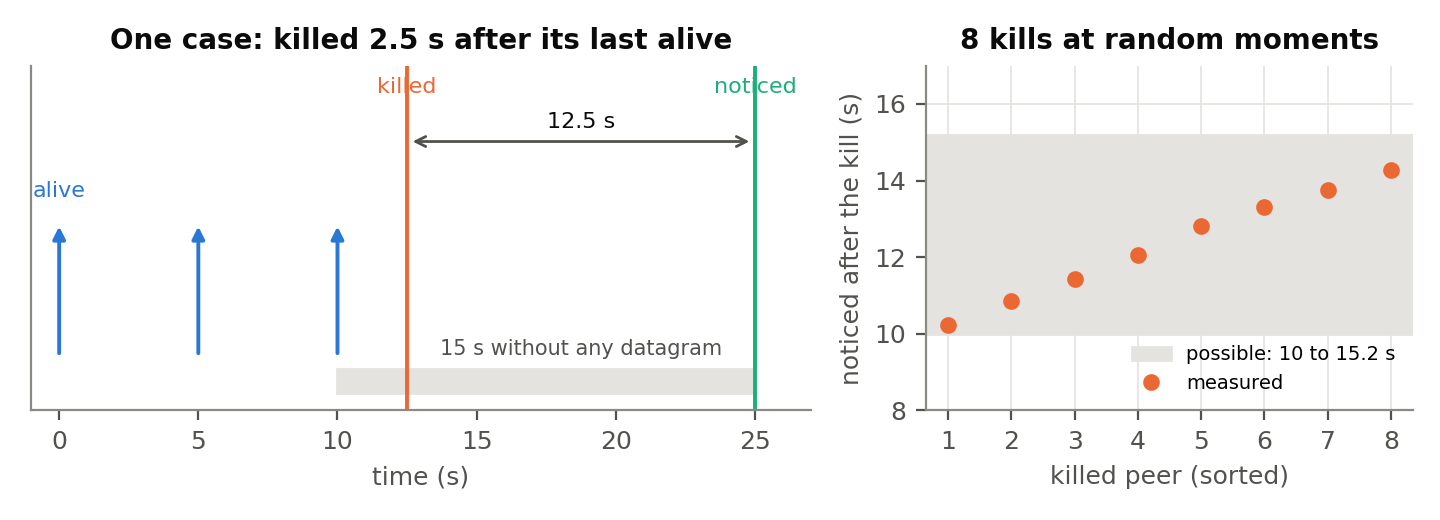 One case: killed 2.5 s after its last alive
killed
noticed
12.5 s
alive
15 s without any datagram
0 5 10 15 20 25
time (s)
8 kills at random moments
noticed after the kill (s)
16
14
12
10
8
possible: 10 to 15.2 s
measured
1 2 3 4 5 6 7 8
killed peer (sorted)